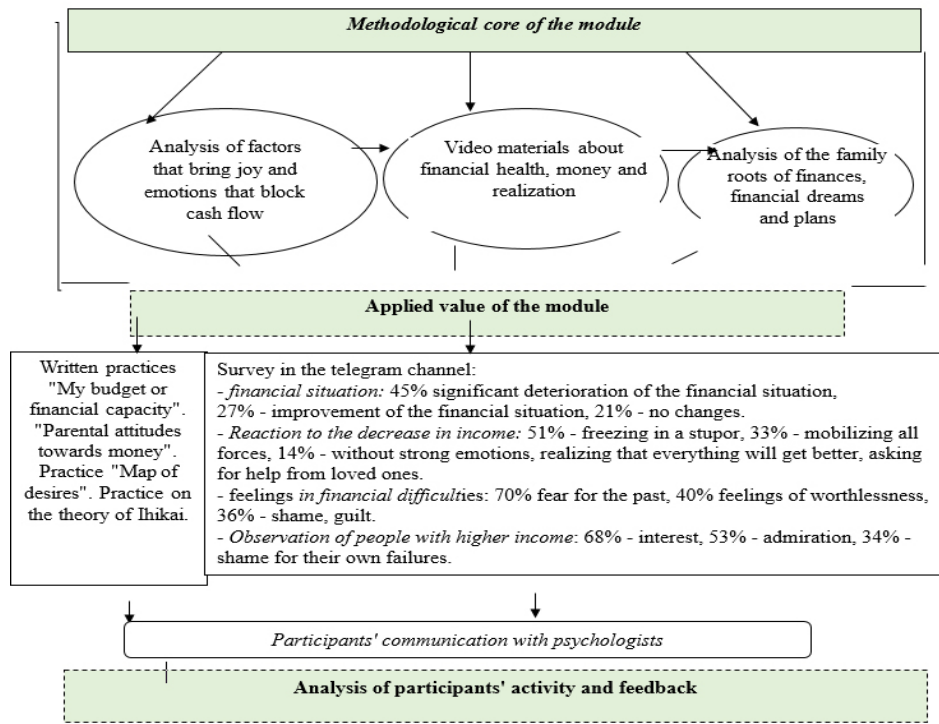 Methodological core of the module
Analysis of factors
that bring joy and
emotions that block
cash flow
Video materials about
financial health, money and
realization
Analysis of the family
roots of finances,
financial dreams
and plans
Applied value of the module
Written practices
"My budget or
financial capacity".
"Parental attitudes
towards money".
Practice "Map of
desires". Practice on
the theory of Ihikai.
Survey in the telegram channel:
- financial situation: 45% significant deterioration of the financial situation,
27% - improvement of the financial situation, 21% - no changes.
- Reaction to the decrease in income: 51% - freezing in a stupor, 33% - mobilizing all
forces, 14% - without strong emotions, realizing that everything will get better, asking
for help from loved ones.
- feelings in financial difficulties: 70% fear for the past, 40% feelings of worthlessness,
36% - shame, guilt.
- Observation of people with higher income: 68% - interest, 53% - admiration, 34% -
shame for their own failures.
Participants' communication with psychologists
Analysis of participants' activity and feedback